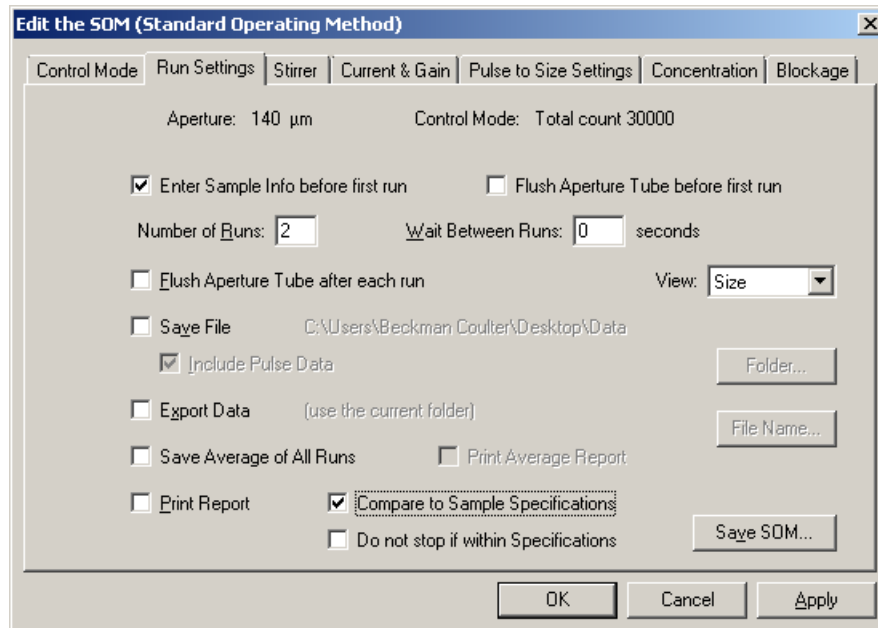 Edit the SOM (Standard Operating Method)
Control Mode Run Settings Stirrer Current & Gain Pulse to Size Settings Concentration Blockage
Aperture: 140 µm Control Mode: Total count 30000
Enter Sample Info before first run Flush Aperture Tube before first run
Number of Runs: 2 Wait Between Runs: 0 seconds
Flush Aperture Tube after each run View: Size
Save File C:\Users\Beckman Coulter\Desktop\Data
Include Pulse Data Folder...
Export Data (use the current folder)
File Name...
Save Average of All Runs Print Average Report
Print Report Compare to Sample Specifications
Do not stop if within Specifications Save SOM...
OK Cancel Apply